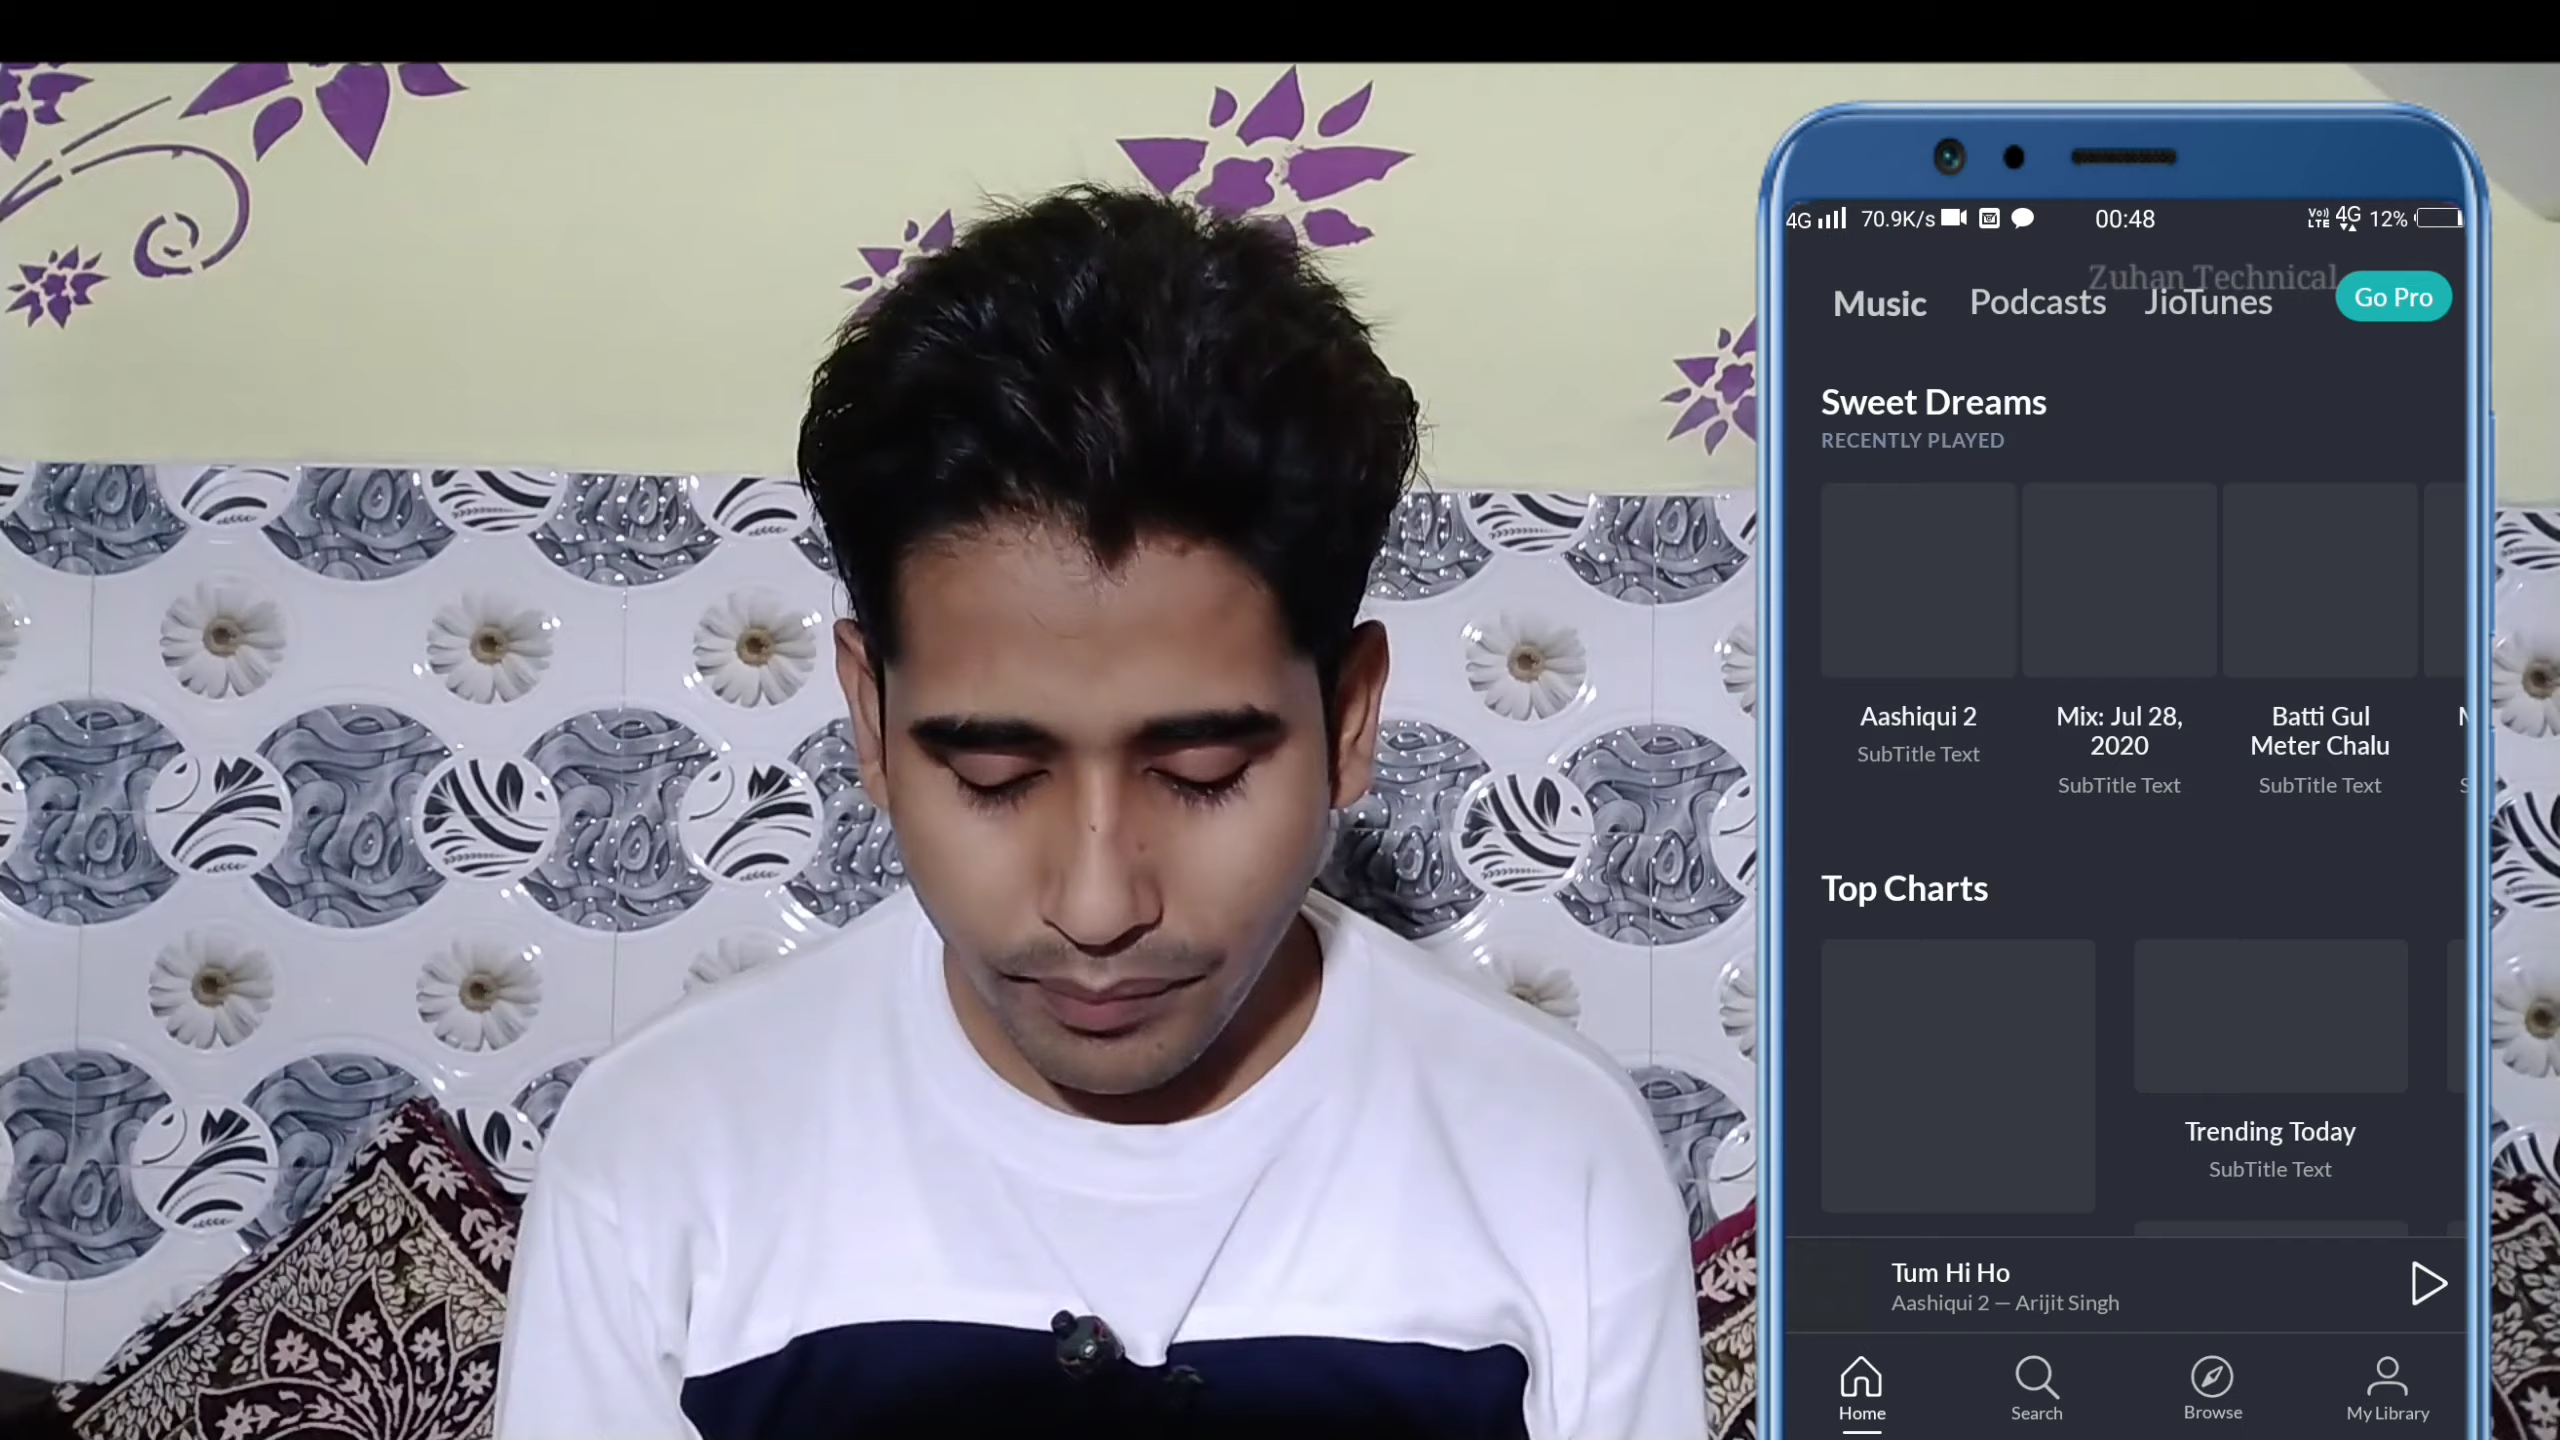 4G 70.9K/s 00:48 Vo)) LTE 4G 12%
Zuhan Technical
Music Podcasts JioTunes Go Pro
Sweet Dreams
RECENTLY PLAYED
Aashiqui 2
SubTitle Text
Mix: Jul 28,
2020
SubTitle Text
Batti Gul
Meter Chalu
SubTitle Text
Top Charts
Trending Today
SubTitle Text
Tum Hi Ho
Aashiqui 2 — Arijit Singh
Home Search Browse My Library